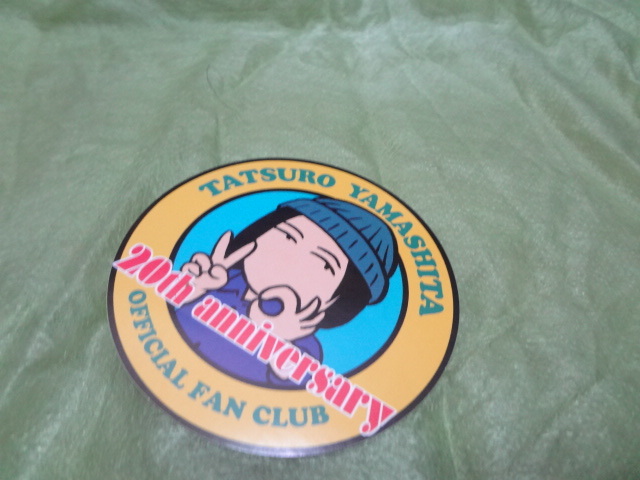 TATSURO YAMASHITA
20th anniversary
OFFICIAL FAN CLUB